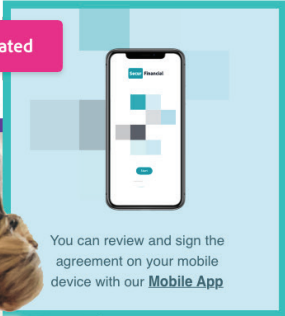 ated
Financial
You can review and sign the
agreement on your mobile
device with our Mobile App